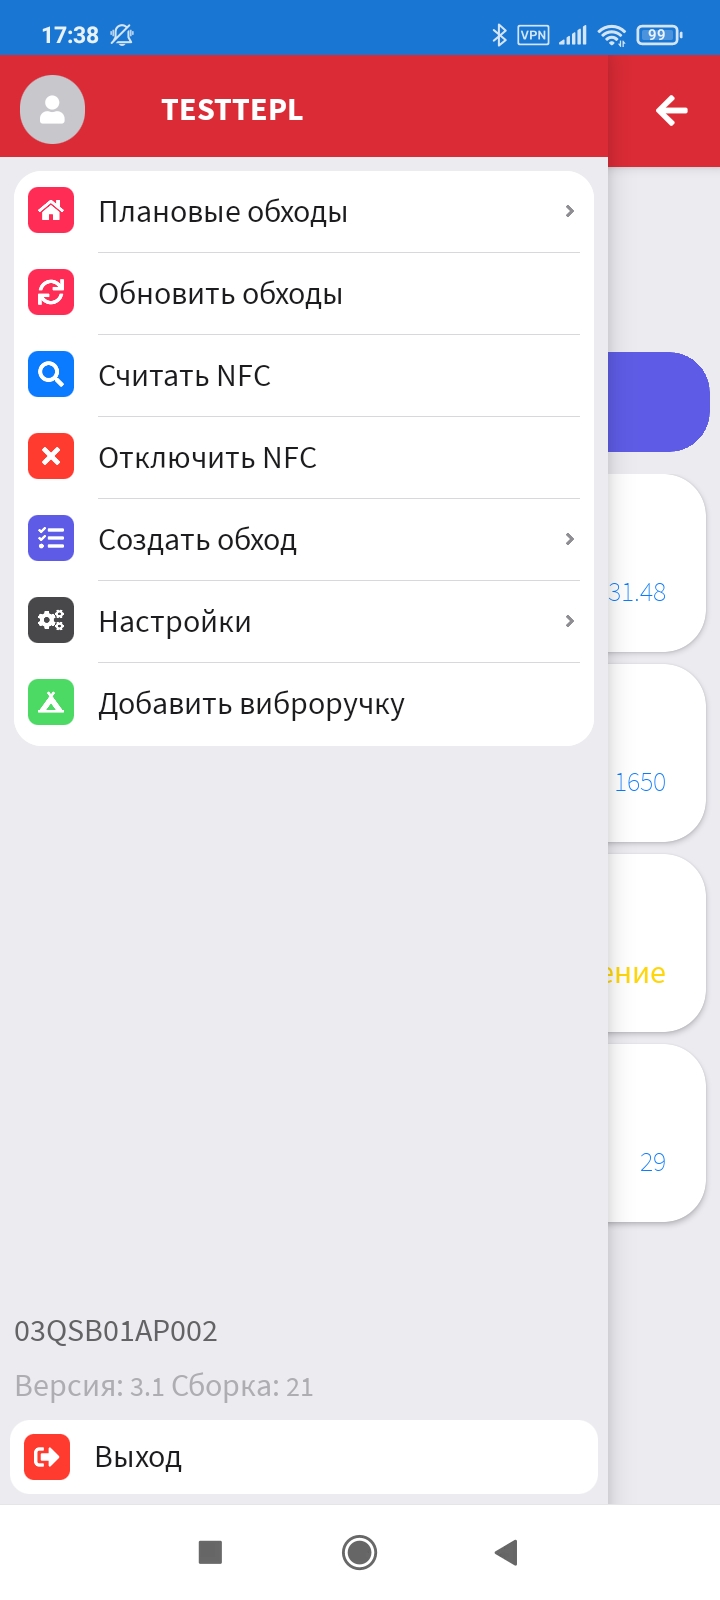 17:38 VPN 99
TESTTEPL
Плановые обходы
Обновить обходы
Считать NFC
Отключить NFC
Создать обход
31.48
Настройки
Добавить виброручку
1650
ение
29
03QSB01AP002
Версия: 3.1 Сборка: 21
Выход